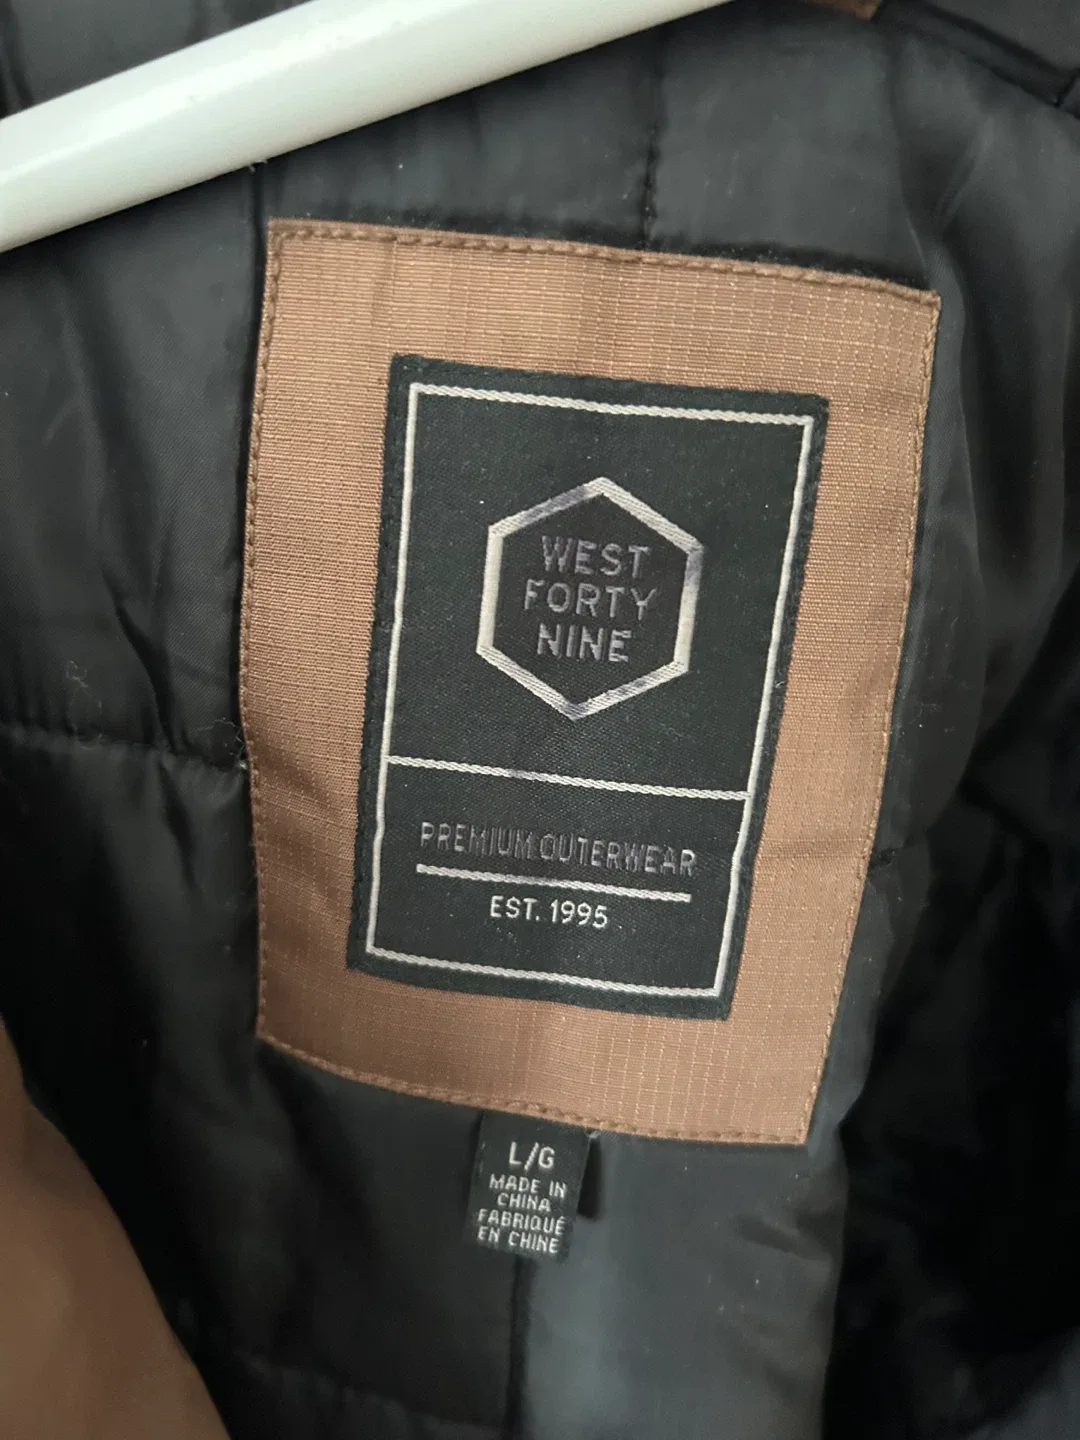 WEST
FORTY
NINE
PREMIUM OUTERWEAR
EST. 1995
L/G
MADE IN
CHINA
FABRIQUÉ
EN CHINE